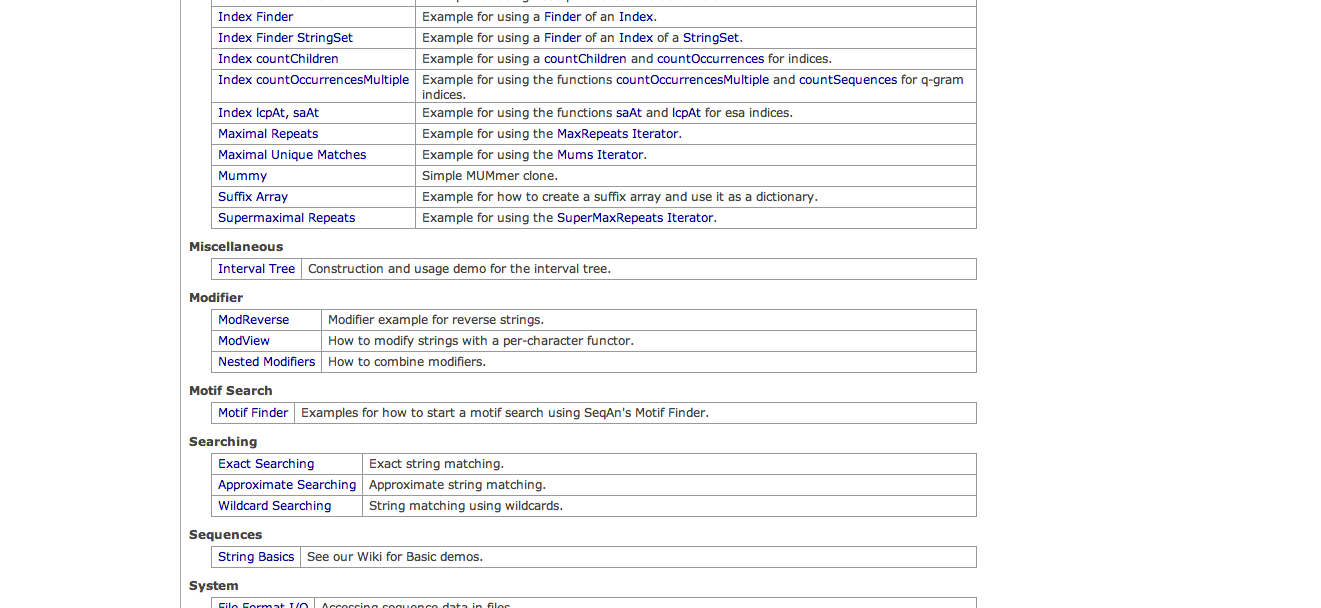 Index Finder Example for using a Finder of an Index.
Index Finder StringSet Example for using a Finder of an Index of a StringSet.
Index countChildren Example for using a countChildren and countOccurrences for indices.
Index countOccurrencesMultiple Example for using the functions countOccurrencesMultiple and countSequences for q-gram
indices.
Index lcpAt, saAt Example for using the functions saAt and lcpAt for esa indices.
Maximal Repeats Example for using the MaxRepeats Iterator.
Maximal Unique Matches Example for using the Mums Iterator.
Mummy Simple MUMmer clone.
Suffix Array Example for how to create a suffix array and use it as a dictionary.
Supermaximal Repeats Example for using the SuperMaxRepeats Iterator.
Miscellaneous
Interval Tree Construction and usage demo for the interval tree.
Modifier
ModReverse Modifier example for reverse strings.
ModView How to modify strings with a per-character functor.
Nested Modifiers How to combine modifiers.
Motif Search
Motif Finder Examples for how to start a motif search using SeqAn's Motif Finder.
Searching
Exact Searching Exact string matching.
Approximate Searching Approximate string matching.
Wildcard Searching String matching using wildcards.
Sequences
String Basics See our Wiki for Basic demos.
System
File Format I/O Accessing sequence data in files.